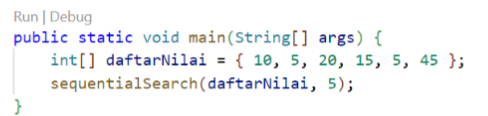 Run | Debug
public static void main(String[] args) {
    int[] daftarNilai = { 10, 5, 20, 15, 5, 45 };
    sequentialSearch(daftarNilai, 5);
}